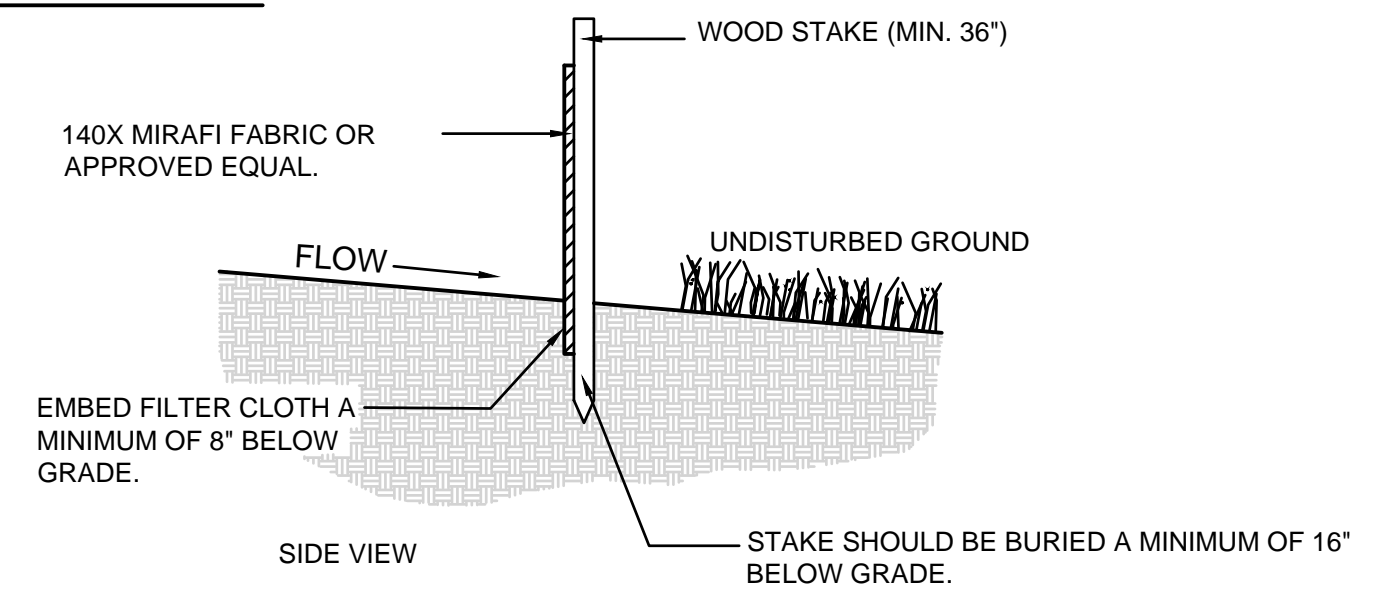 WOOD STAKE (MIN. 36")
140X MIRAFI FABRIC OR
APPROVED EQUAL.
FLOW
UNDISTURBED GROUND
EMBED FILTER CLOTH A
MINIMUM OF 8" BELOW
GRADE.
SIDE VIEW
STAKE SHOULD BE BURIED A MINIMUM OF 16"
BELOW GRADE.